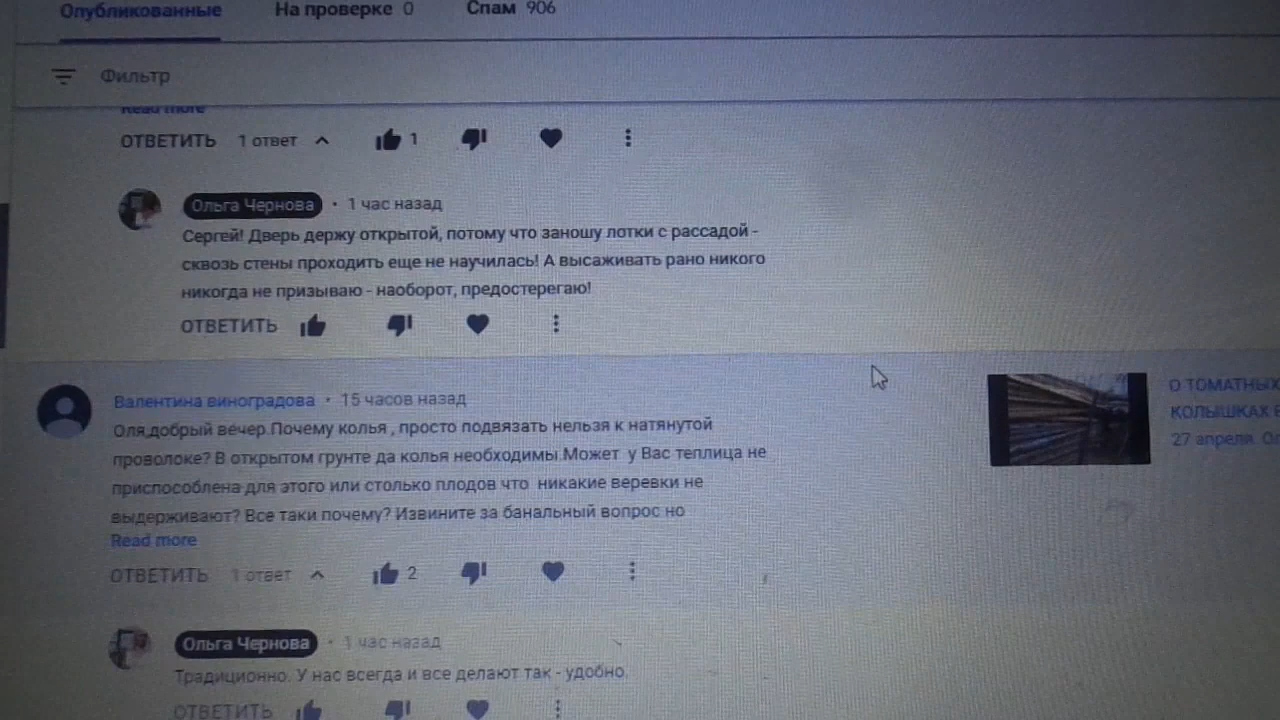 Опубликованные На проверке 0 Спам 906
Фильтр
Read more
ОТВЕТИТЬ 1 ответ 1
Ольга Чернова • 1 час назад
Сергей! Дверь держу открытой, потому что заношу лотки с рассадой -
сквозь стены проходить еще не научилась! А высаживать рано никого
никогда не призываю - наоборот, предостерегаю!
ОТВЕТИТЬ
Валентина виноградова • 15 часов назад
Оля,добрый вечер.Почему колья , просто подвязать нельзя к натянутой
проволоке? В открытом грунте да колья необходимы.Может у Вас теплица не
приспособлена для этого или столько плодов что никакие веревки не
выдерживают? Все таки почему? Извините за банальный вопрос но
Read more
О ТОМАТНЫХ
КОЛЫШКАХ
27 апреля.
ОТВЕТИТЬ 1 ответ 2
Ольга Чернова • 1 час назад
Традиционно. У нас всегда и все делают так - удобно.
ОТВЕТИТЬ